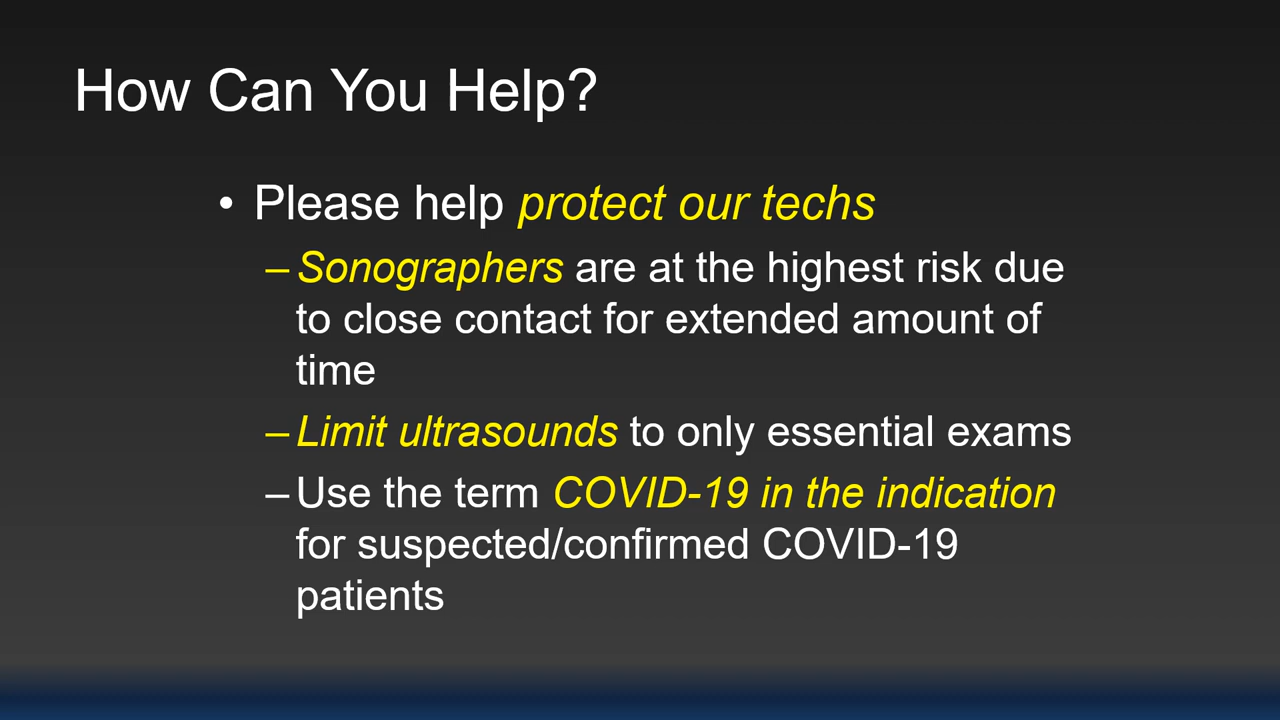 How Can You Help?
• Please help protect our techs
– Sonographers are at the highest risk due
to close contact for extended amount of
time
– Limit ultrasounds to only essential exams
– Use the term COVID-19 in the indication
for suspected/confirmed COVID-19
patients